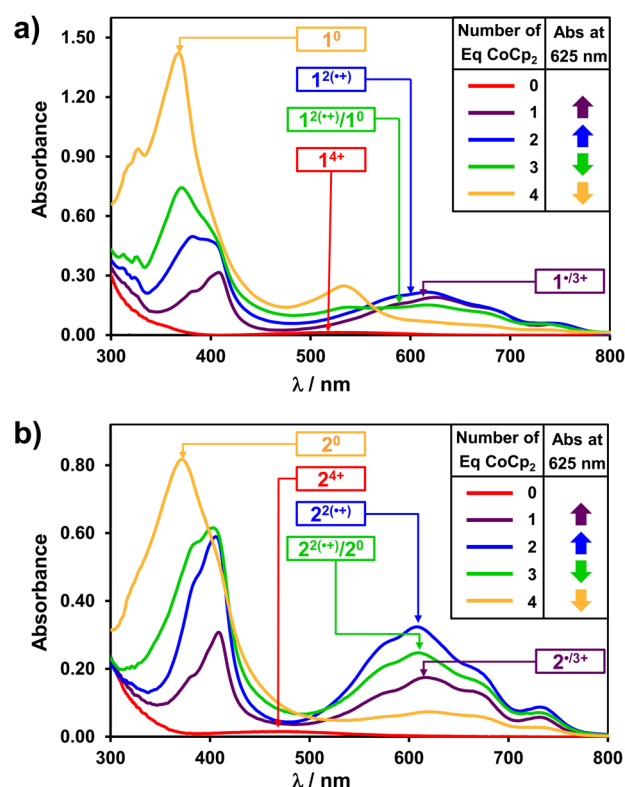 a)
Absorbance
1.50
1.20
0.90
0.60
0.30
0.00
300 400 500 600 700 800
λ / nm
1⁰
1²⁽•⁺⁾
1²⁽•⁺⁾/1⁰
1⁴⁺
1•/³⁺
Number of Eq CoCp₂
Abs at 625 nm
0
1
2
3
4
b)
Absorbance
0.80
0.60
0.40
0.20
0.00
300 400 500 600 700 800
λ / nm
2⁰
2⁴⁺
2²⁽•⁺⁾
2²⁽•⁺⁾/2⁰
2•/³⁺
Number of Eq CoCp₂
Abs at 625 nm
0
1
2
3
4